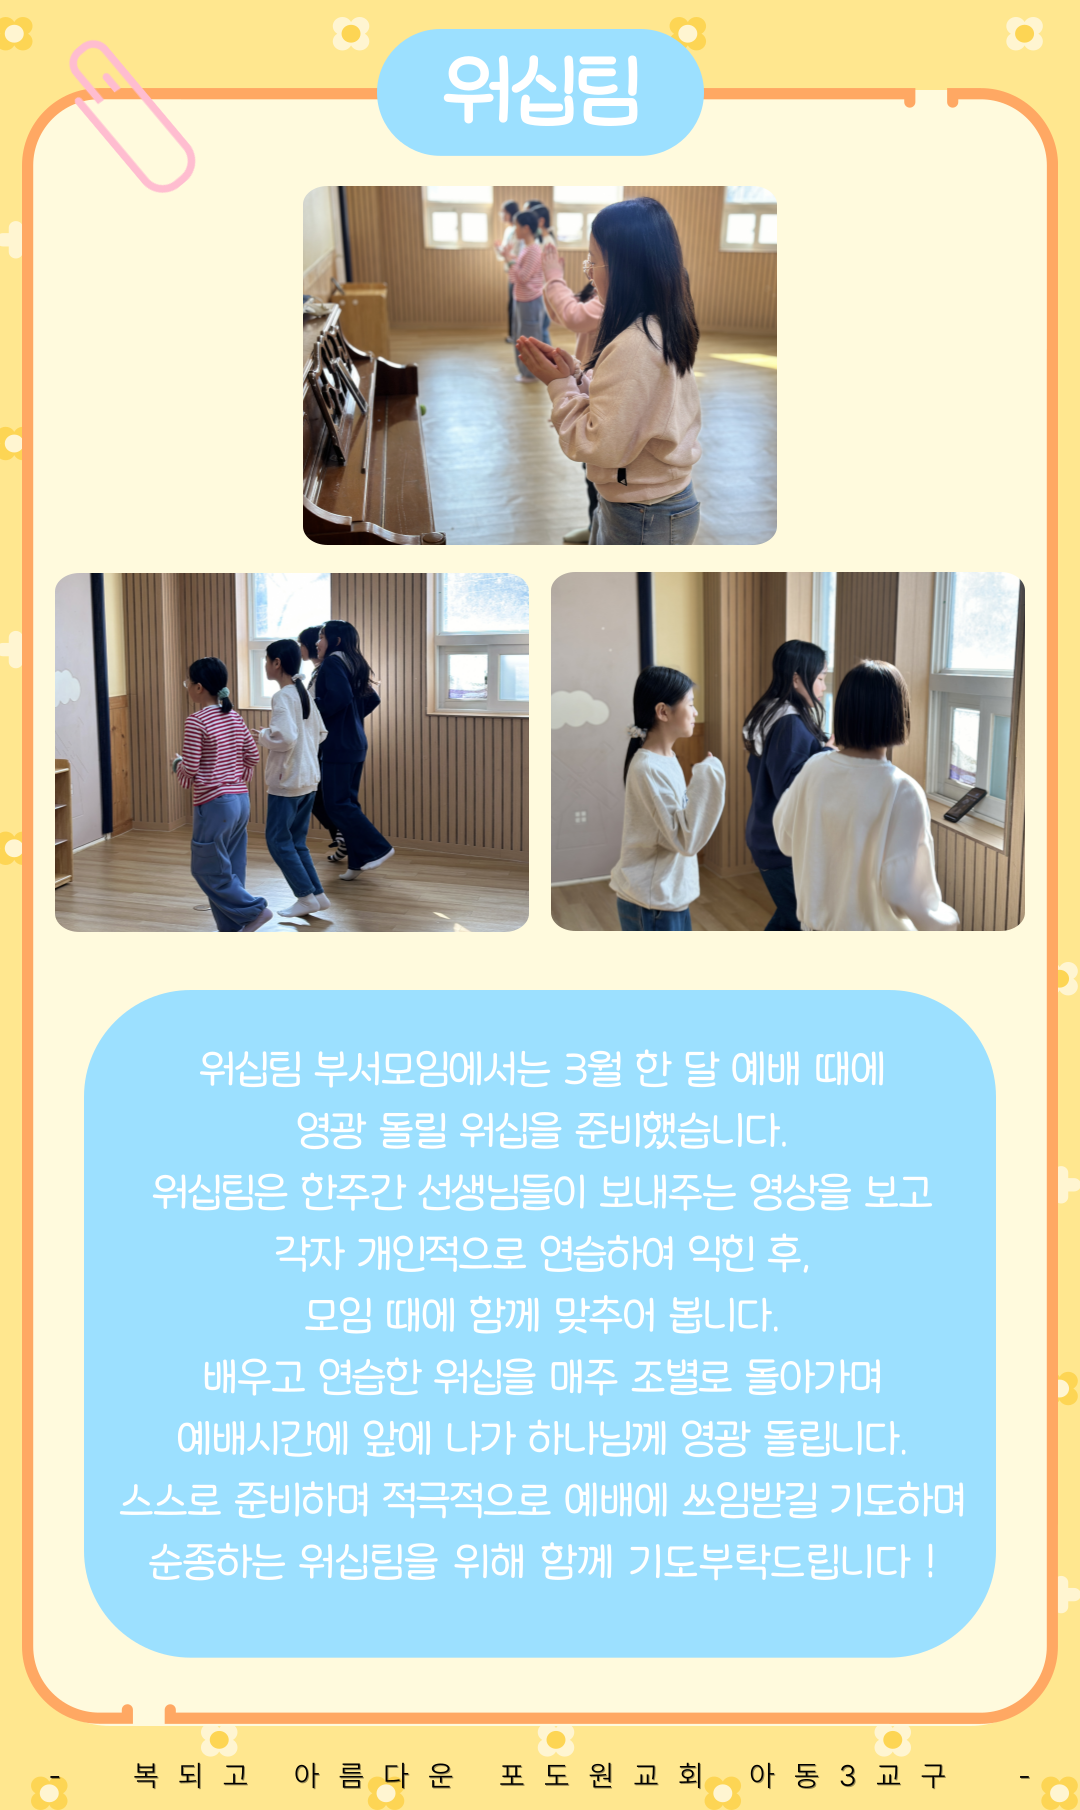 워십팀
워십팀 부서모임에서는 3월 한 달 예배 때에
영광 돌릴 워십을 준비했습니다.
워십팀은 한주간 선생님들이 보내주는 영상을 보고
각자 개인적으로 연습하여 익힌 후,
모임 때에 함께 맞추어 봅니다.
배우고 연습한 워십을 매주 조별로 돌아가며
예배시간에 앞에 나가 하나님께 영광 돌립니다.
스스로 준비하며 적극적으로 예배에 쓰임받길 기도하며
순종하는 워십팀을 위해 함께 기도부탁드립니다 !
- 복되고 아름다운 포도원교회 아동3교구 -